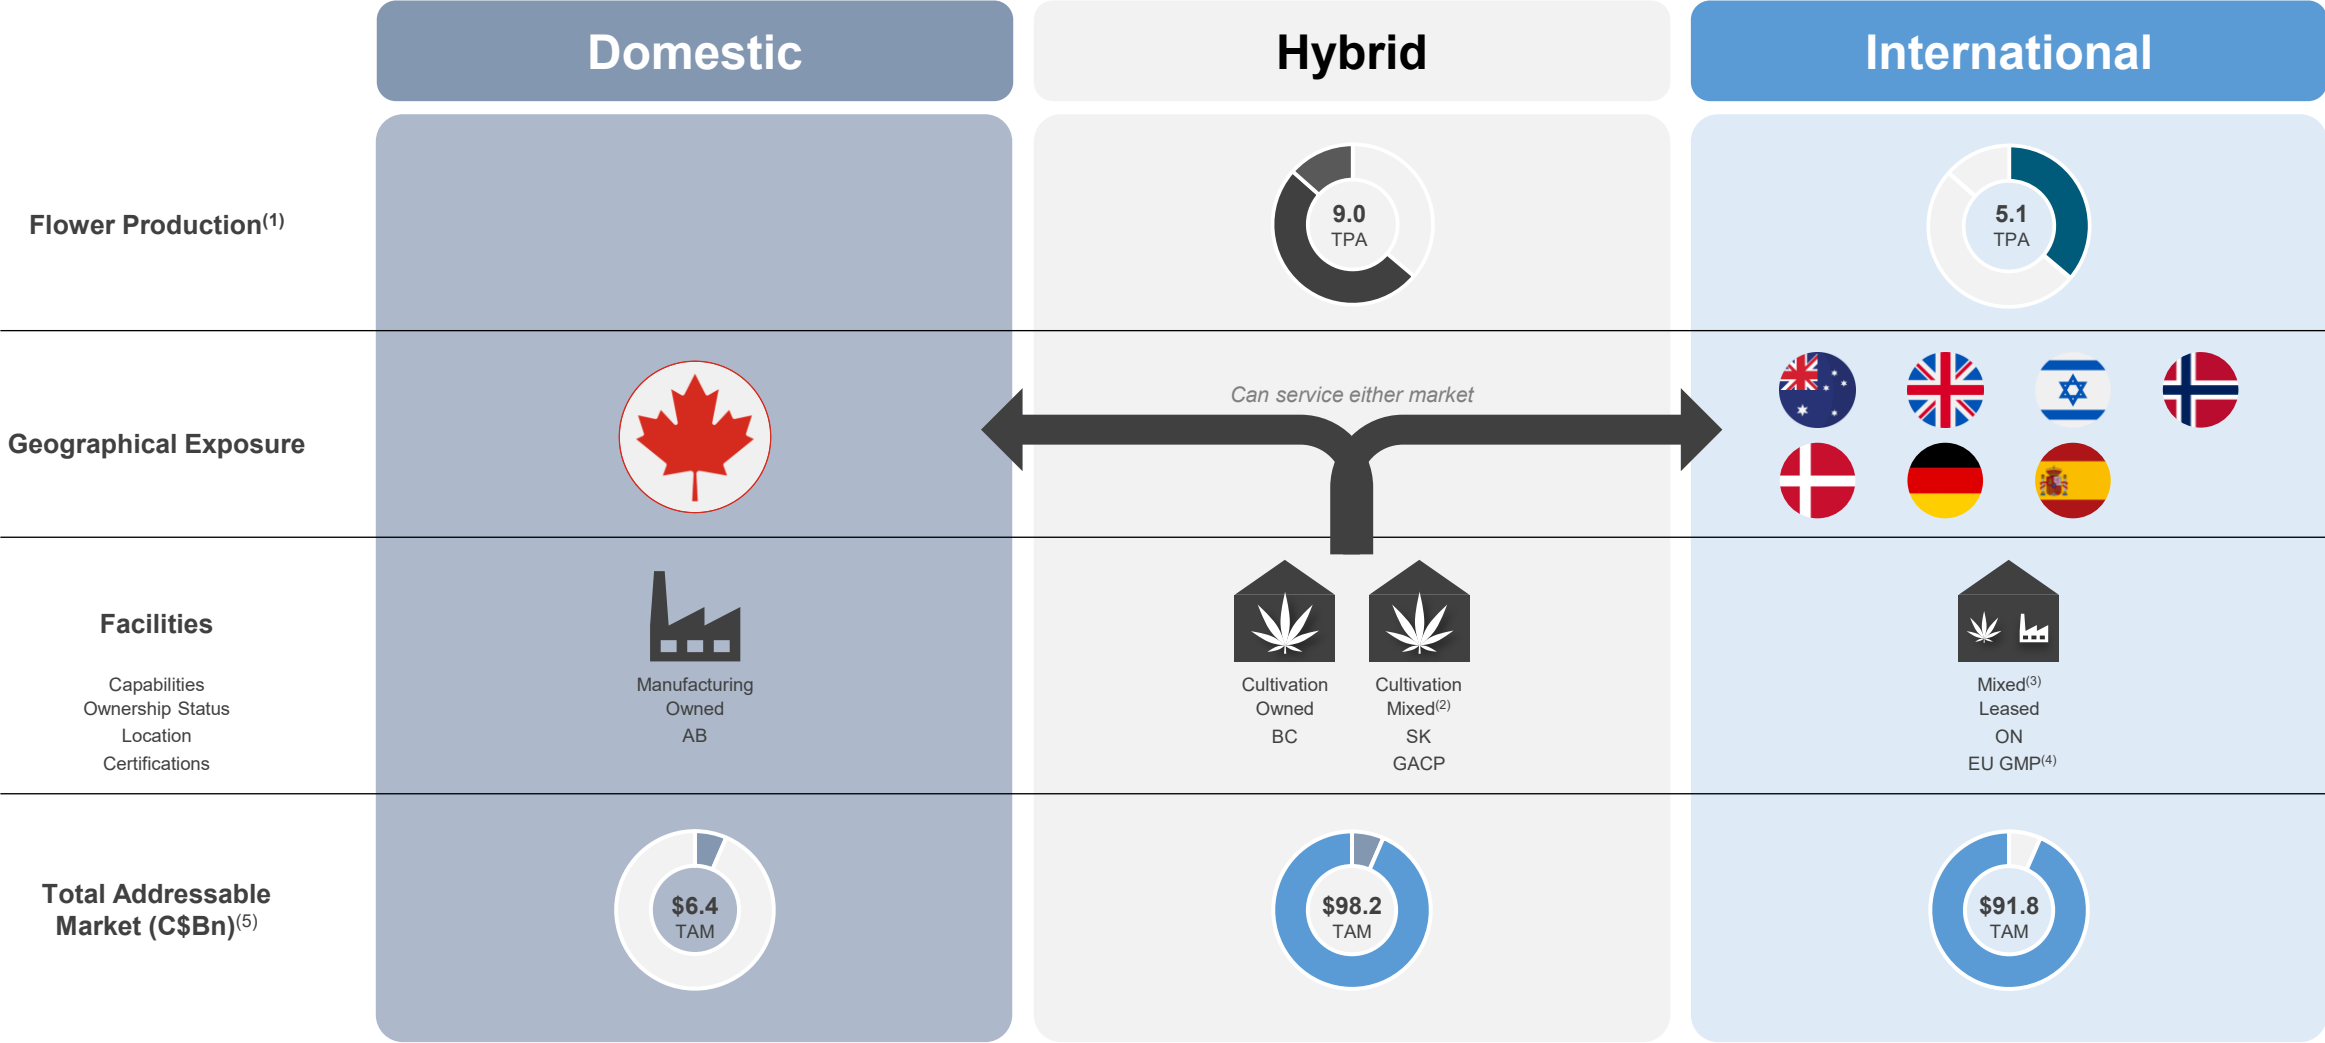 Domestic
Hybrid
International
Flower Production(1)
9.0
TPA
5.1
TPA
Geographical Exposure
Can service either market
Facilities
Capabilities
Ownership Status
Location
Certifications
Manufacturing
Owned
AB
Cultivation
Owned
BC
Cultivation
Mixed(2)
SK
GACP
Mixed(3)
Leased
ON
EU GMP(4)
Total Addressable
Market (C$Bn)(5)
$6.4
TAM
$98.2
TAM
$91.8
TAM